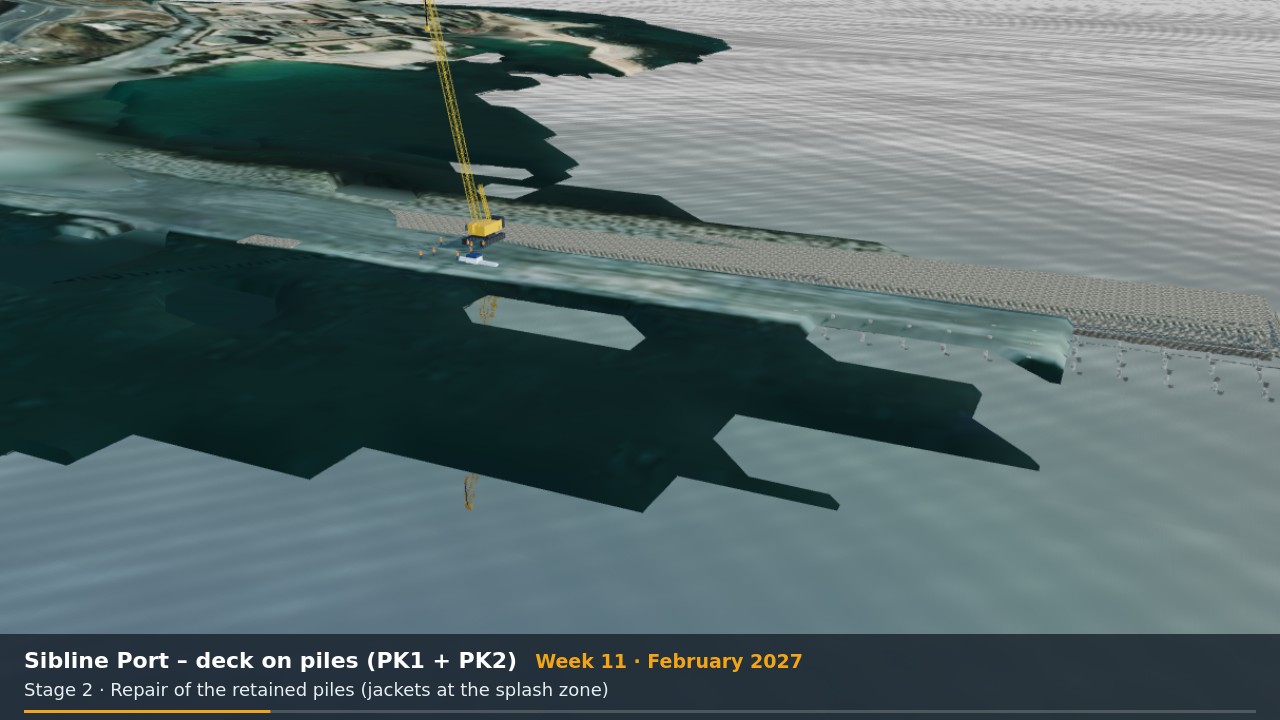 Sibline Port – deck on piles (PK1 + PK2) Week 11 · February 2027
Stage 2 · Repair of the retained piles (jackets at the splash zone)